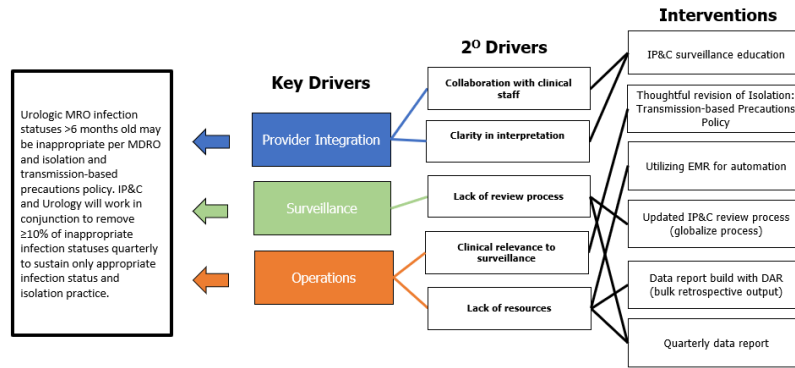 Interventions
2º Drivers
Key Drivers
Urologic MRO infection
statuses >6 months old may
be inappropriate per MDRO
and isolation and
transmission-based
precautions policy. IP&C
and Urology will work in
conjunction to remove
≥10% of inappropriate
infection statuses quarterly
to sustain only appropriate
infection status and
isolation practice.
Provider Integration
Surveillance
Operations
Collaboration with clinical
staff
Clarity in interpretation
Lack of review process
Clinical relevance to
surveillance
Lack of resources
IP&C surveillance education
Thoughtful revision of Isolation:
Transmission-based Precautions
Policy
Utilizing EMR for automation
Updated IP&C review process
(globalize process)
Data report build with DAR
(bulk retrospective output)
Quarterly data report